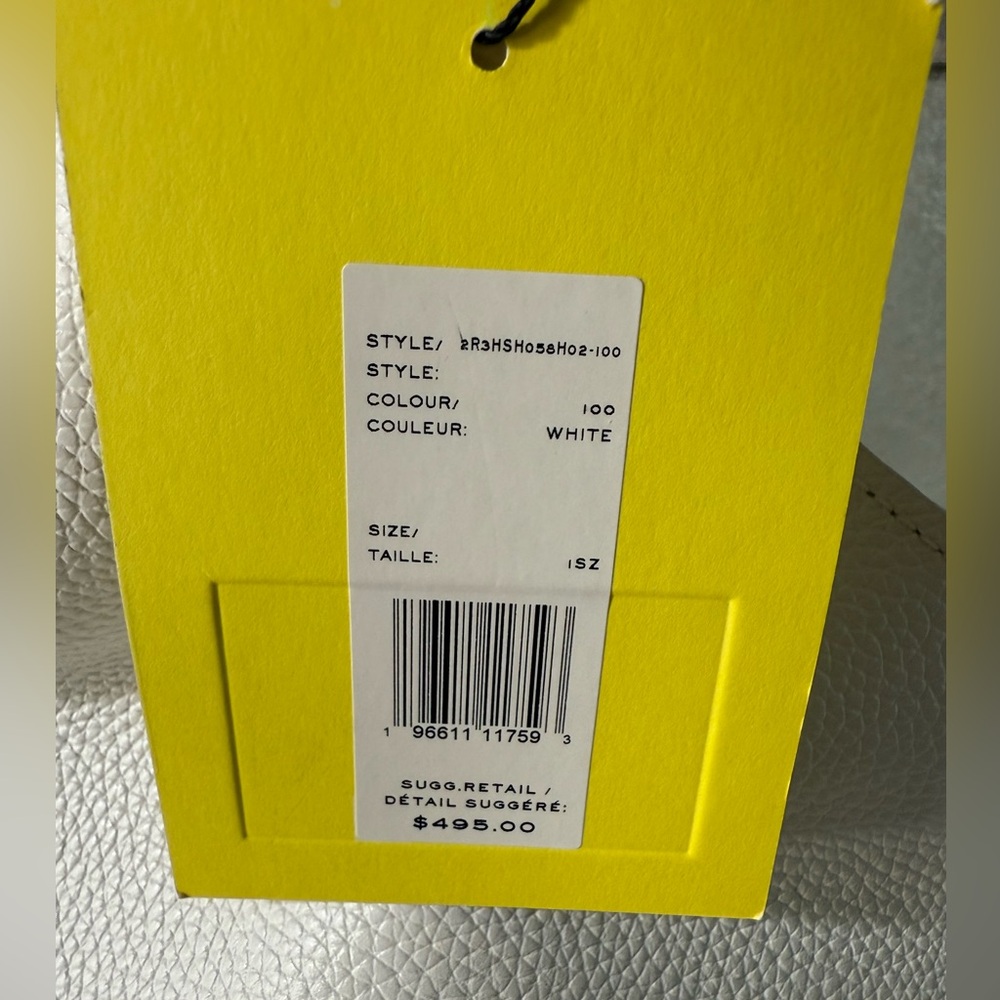 STYLE/ 2R3HSH058H02-100
STYLE:
COLOUR/ 100
COULEUR: WHITE
SIZE/
TAILLE: 1SZ
1 96611 11759 3
SUGG.RETAIL /
DÉTAIL SUGGÉRÉ:
$495.00